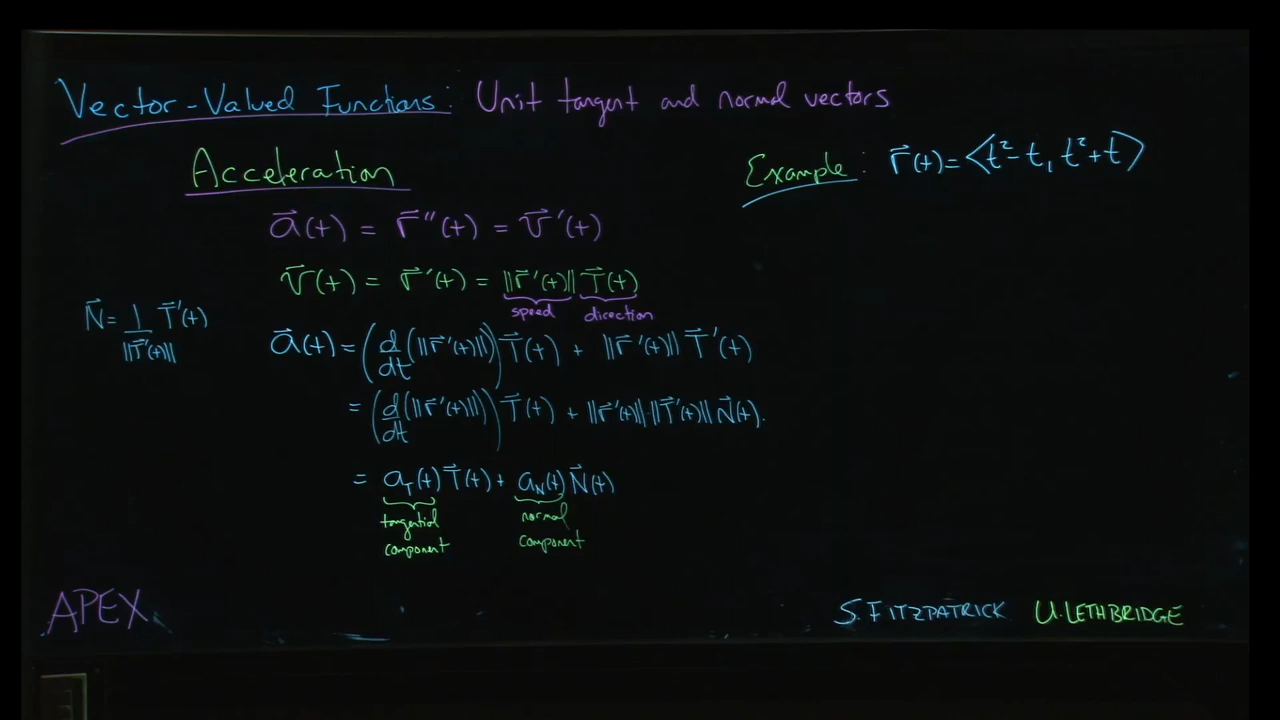 Vector-Valued Functions: Unit tangent and normal vectors
Acceleration
a⃗(t) = r⃗''(t) = v⃗'(t)
v⃗(t) = r⃗'(t) = ||r⃗'(t)|| T⃗(t)
speed direction
N⃗ = 1/||T⃗'(t)|| T⃗'(t)
a⃗(t) = (d/dt(||r⃗'(t)||)) T⃗(t) + ||r⃗'(t)|| T⃗'(t)
= (d/dt(||r⃗'(t)||)) T⃗(t) + ||r⃗'(t)||·||T⃗'(t)|| N⃗(t).
= a_T(t) T⃗(t) + a_N(t) N⃗(t)
tangential component
normal component
Example: r⃗(t) = ⟨t²-t, t²+t⟩
APEX
S. FITZPATRICK U. LETHBRIDGE